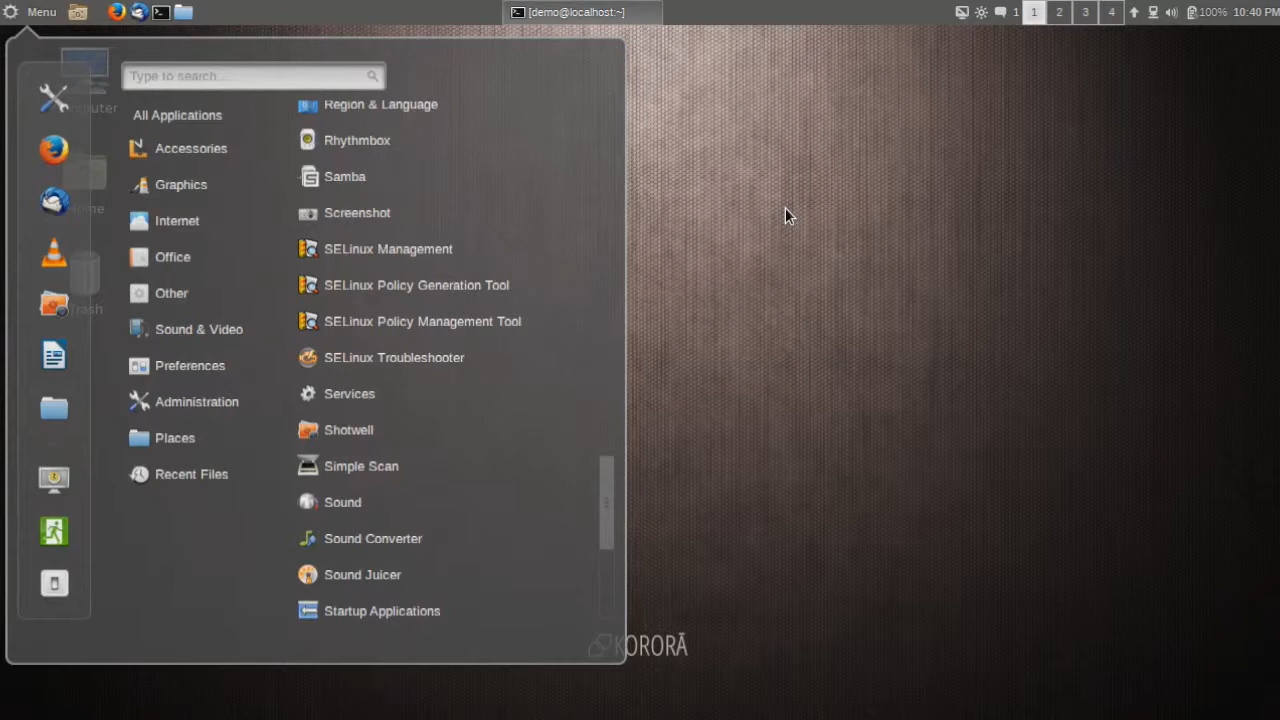 Menu
[demo@localhost:~]
1
1
2
3
4
100%
10:40 PM
Type to search...
Home
Trash
All Applications
Accessories
Graphics
Internet
Office
Other
Sound & Video
Preferences
Administration
Places
Recent Files
Region & Language
Rhythmbox
Samba
Screenshot
SELinux Management
SELinux Policy Generation Tool
SELinux Policy Management Tool
SELinux Troubleshooter
Services
Shotwell
Simple Scan
Sound
Sound Converter
Sound Juicer
Startup Applications
KORORĀ